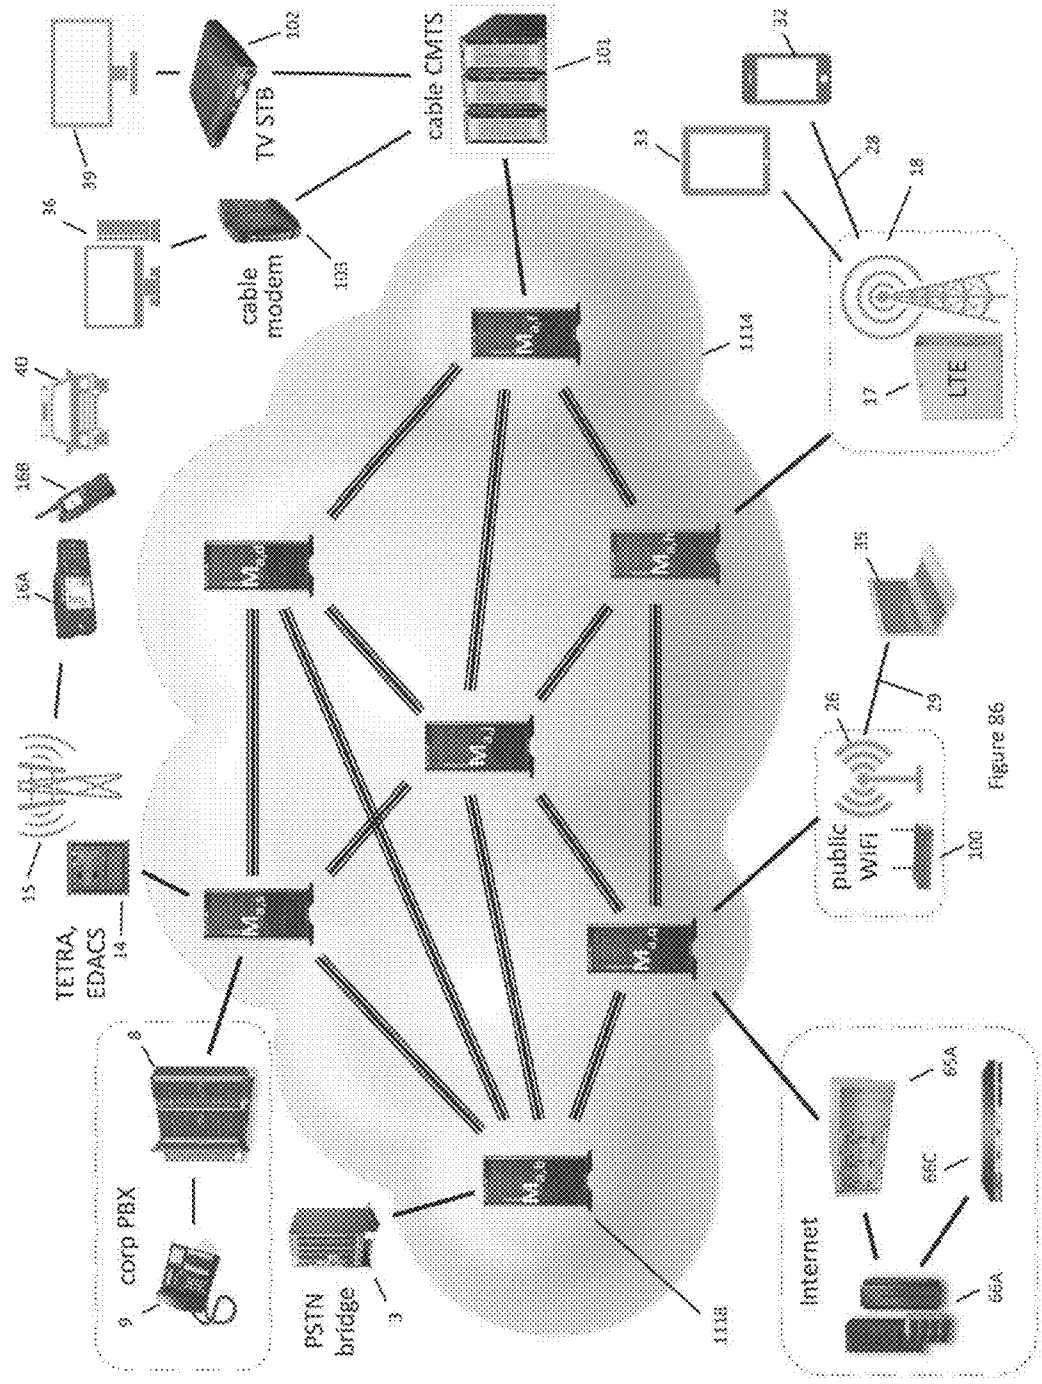 39
102
TV STB
cable CMTS
101
36
cable
modem
103
32
33
28
18
17
LTE
1114
40
16B
16A
15
TETRA,
EDACS
14
35
26
29
public
WiFi
100
8
corp PBX
9
PSTN
bridge
3
1118
Internet
65A
66C
66A
Figure 86